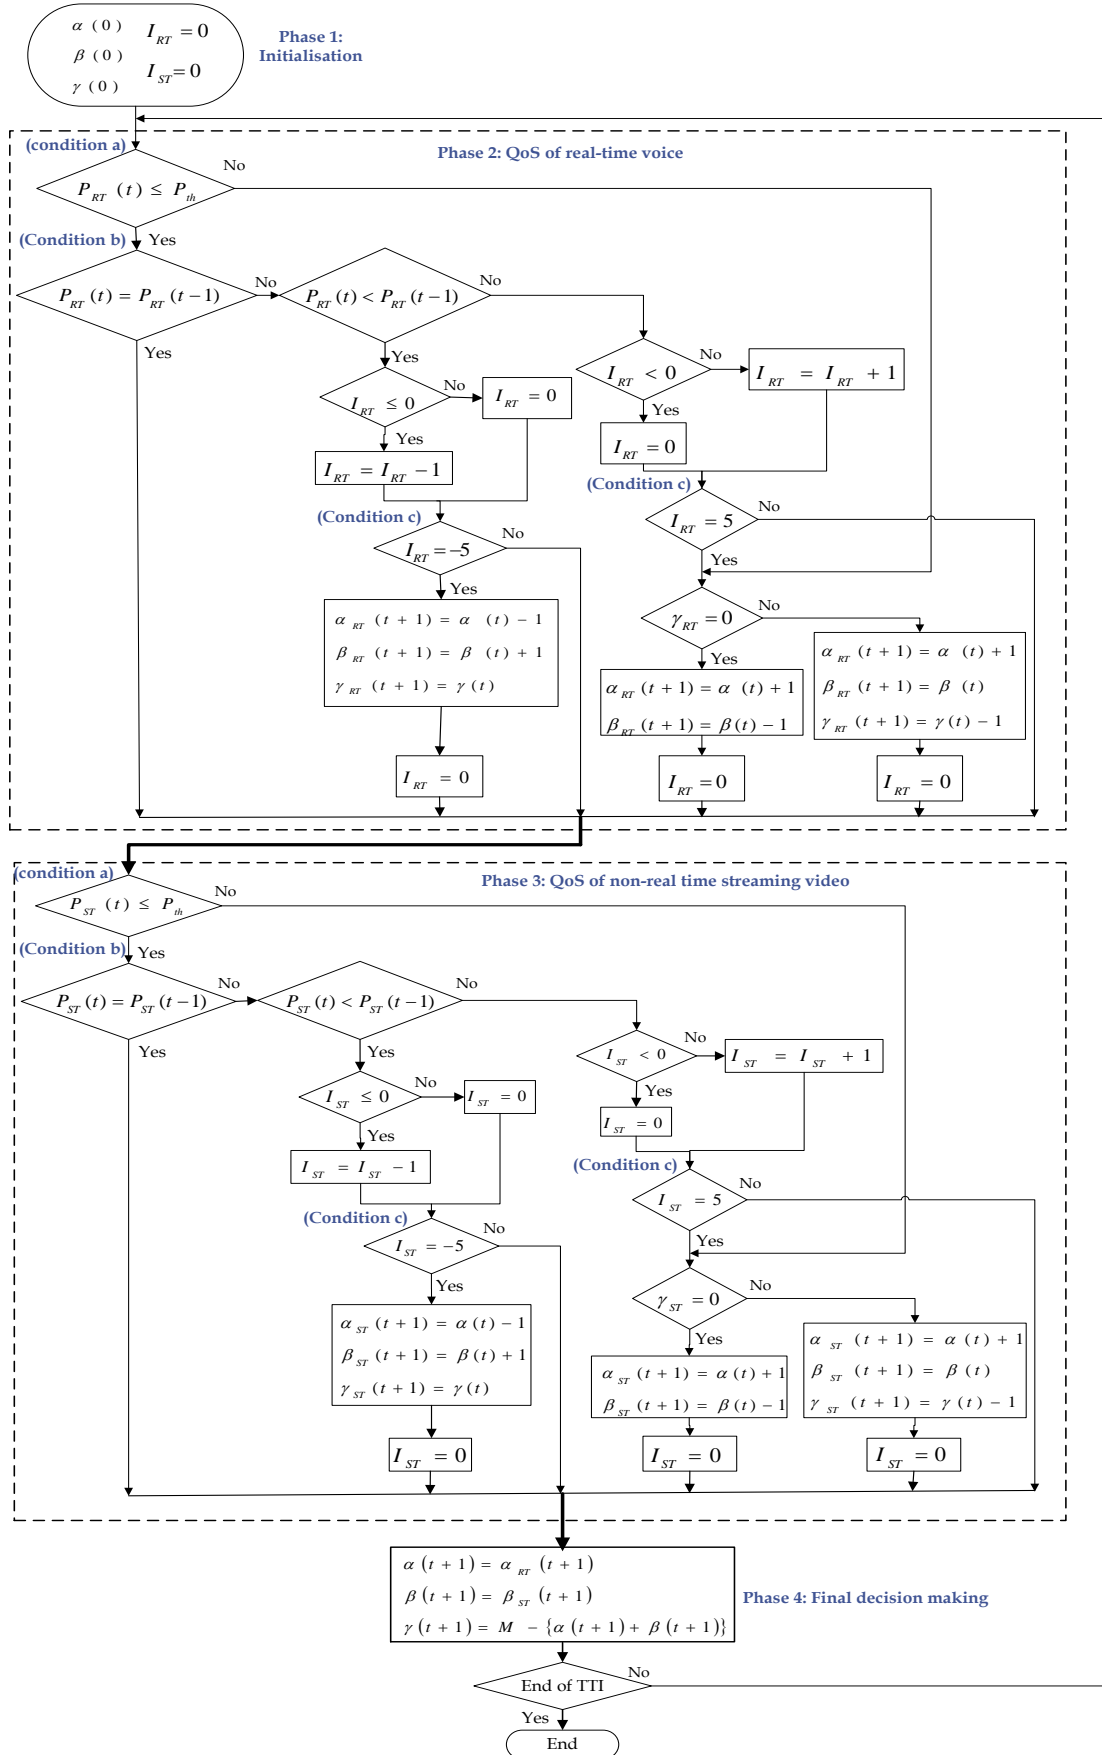 α (0) I_RT = 0
β (0)
I_ST = 0
γ (0)
Phase 1:
Initialisation
(condition a)
Phase 2: QoS of real-time voice
P_RT (t) ≤ P_th
No
Yes
(Condition b)
P_RT (t) = P_RT (t−1)
No
Yes
P_RT (t) < P_RT (t−1)
No
Yes
I_RT ≤ 0
No
I_RT = 0
Yes
I_RT = I_RT − 1
I_RT < 0
No
I_RT = I_RT + 1
Yes
I_RT = 0
(Condition c)
I_RT = −5
No
Yes
α_RT (t + 1) = α (t) − 1
β_RT (t + 1) = β (t) + 1
γ_RT (t + 1) = γ (t)
I_RT = 0
(Condition c)
I_RT = 5
No
Yes
γ_RT = 0
No
Yes
α_RT (t + 1) = α (t) + 1
β_RT (t + 1) = β (t) − 1
I_RT = 0
α_RT (t + 1) = α (t) + 1
β_RT (t + 1) = β (t)
γ_RT (t + 1) = γ (t) − 1
I_RT = 0
(condition a)
Phase 3: QoS of non-real time streaming video
P_ST (t) ≤ P_th
No
Yes
(Condition b)
P_ST (t) = P_ST (t−1)
No
Yes
P_ST (t) < P_ST (t−1)
No
Yes
I_ST ≤ 0
No
I_ST = 0
Yes
I_ST = I_ST − 1
I_ST < 0
No
I_ST = I_ST + 1
Yes
I_ST = 0
(Condition c)
I_ST = −5
No
Yes
α_ST (t + 1) = α (t) − 1
β_ST (t + 1) = β (t) + 1
γ_ST (t + 1) = γ (t)
I_ST = 0
(Condition c)
I_ST = 5
No
Yes
γ_ST = 0
No
Yes
α_ST (t + 1) = α (t) + 1
β_ST (t + 1) = β (t) − 1
I_ST = 0
α_ST (t + 1) = α (t) + 1
β_ST (t + 1) = β (t)
γ_ST (t + 1) = γ (t) − 1
I_ST = 0
α (t + 1) = α_RT (t + 1)
β (t + 1) = β_ST (t + 1)
γ (t + 1) = M − {α (t + 1) + β (t + 1)}
Phase 4: Final decision making
End of TTI
No
Yes
End